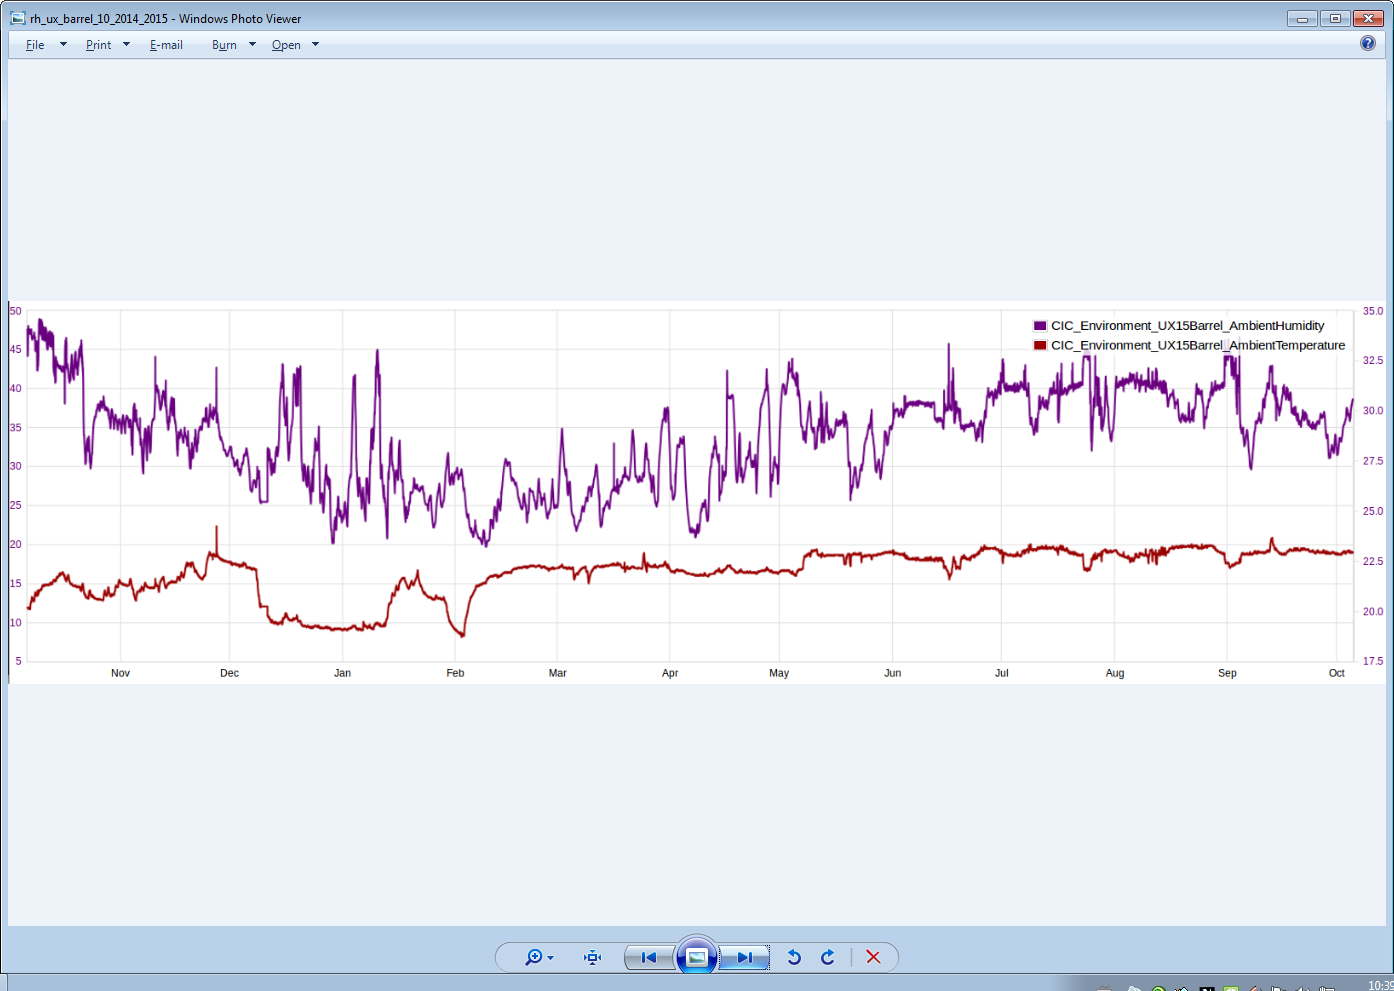 rh_ux_barrel_10_2014_2015 - Windows Photo Viewer
File Print E-mail Burn Open
50 35.0
CIC_Environment_UX15Barrel_AmbientHumidity
CIC_Environment_UX15Barrel_AmbientTemperature
45 32.5
40 30.0
35
30 27.5
25 25.0
20
15 22.5
10 20.0
5 17.5
Nov Dec Jan Feb Mar Apr May Jun Jul Aug Sep Oct